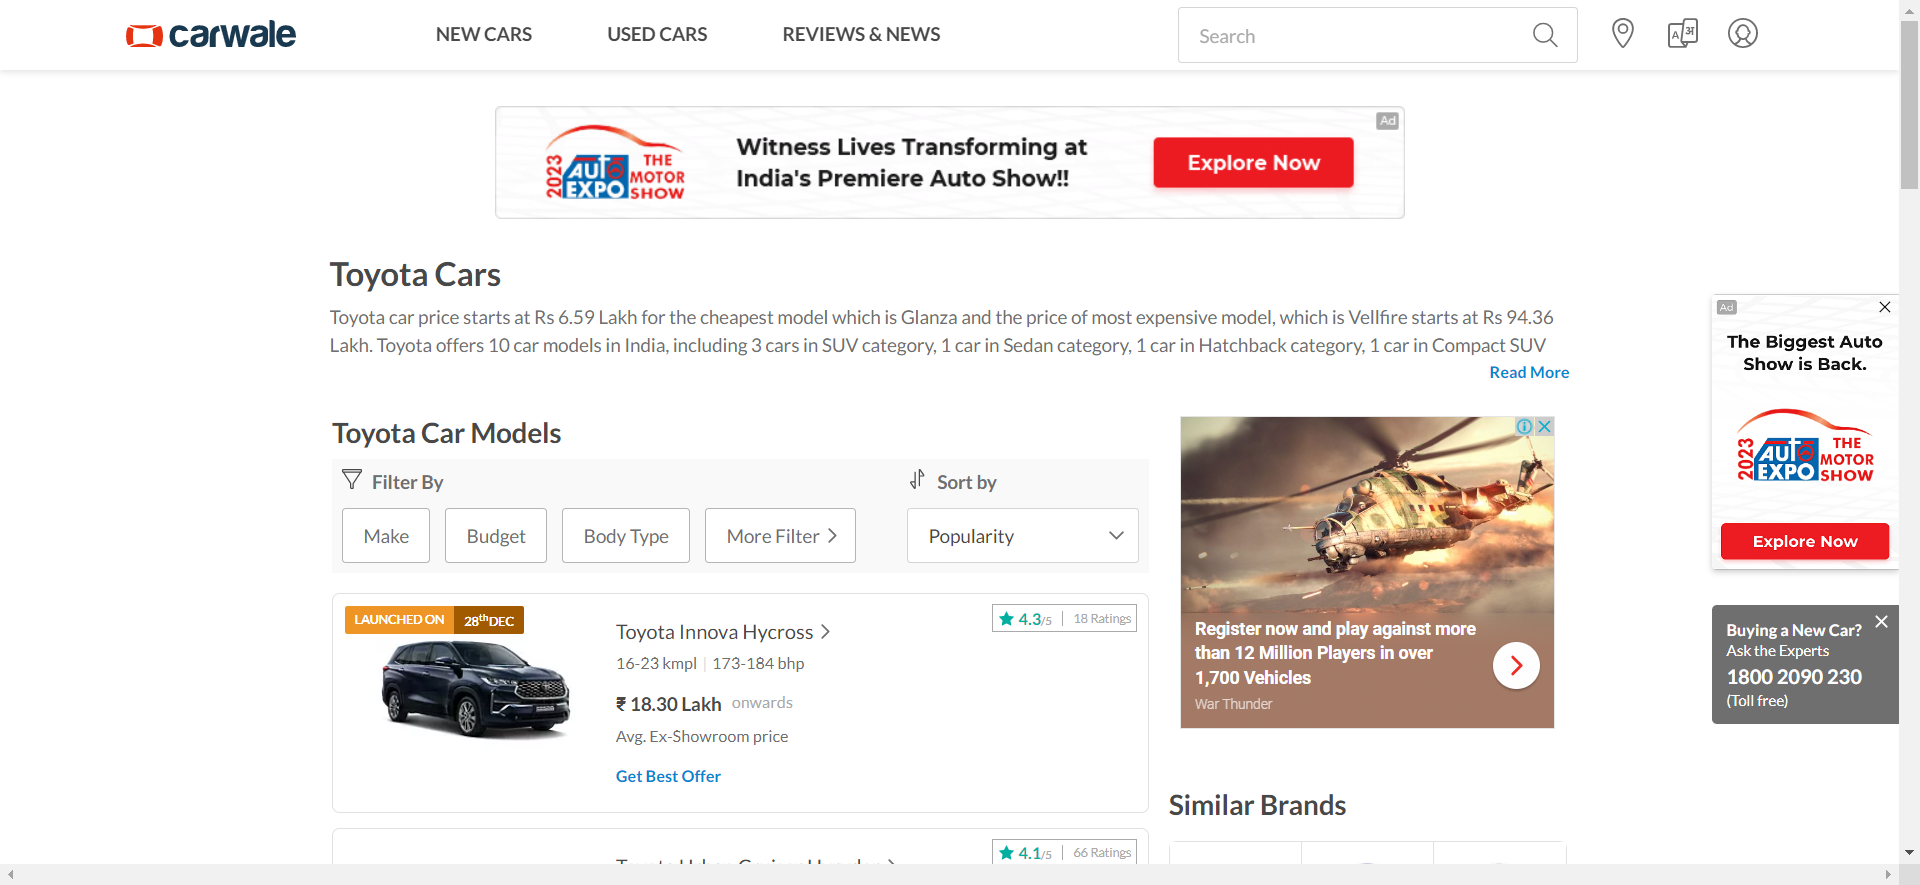 carwale
NEW CARS
USED CARS
REVIEWS & NEWS
Search
A अ
Ad
2023 AUTO EXPO THE MOTOR SHOW
Witness Lives Transforming at
India's Premiere Auto Show!!
Explore Now
Toyota Cars
Toyota car price starts at Rs 6.59 Lakh for the cheapest model which is Glanza and the price of most expensive model, which is Vellfire starts at Rs 94.36
Lakh. Toyota offers 10 car models in India, including 3 cars in SUV category, 1 car in Sedan category, 1 car in Hatchback category, 1 car in Compact SUV
Read More
Toyota Car Models
Filter By
Sort by
Make
Budget
Body Type
More Filter
Popularity
LAUNCHED ON 28th DEC
Toyota Innova Hycross
4.3/5 | 18 Ratings
16-23 kmpl | 173-184 bhp
₹ 18.30 Lakh onwards
Avg. Ex-Showroom price
Get Best Offer
4.1/5 | 66 Ratings
Register now and play against more
than 12 Million Players in over
1,700 Vehicles
War Thunder
Similar Brands
Ad
The Biggest Auto
Show is Back.
2023 AUTO EXPO THE MOTOR SHOW
Explore Now
Buying a New Car?
Ask the Experts
1800 2090 230
(Toll free)